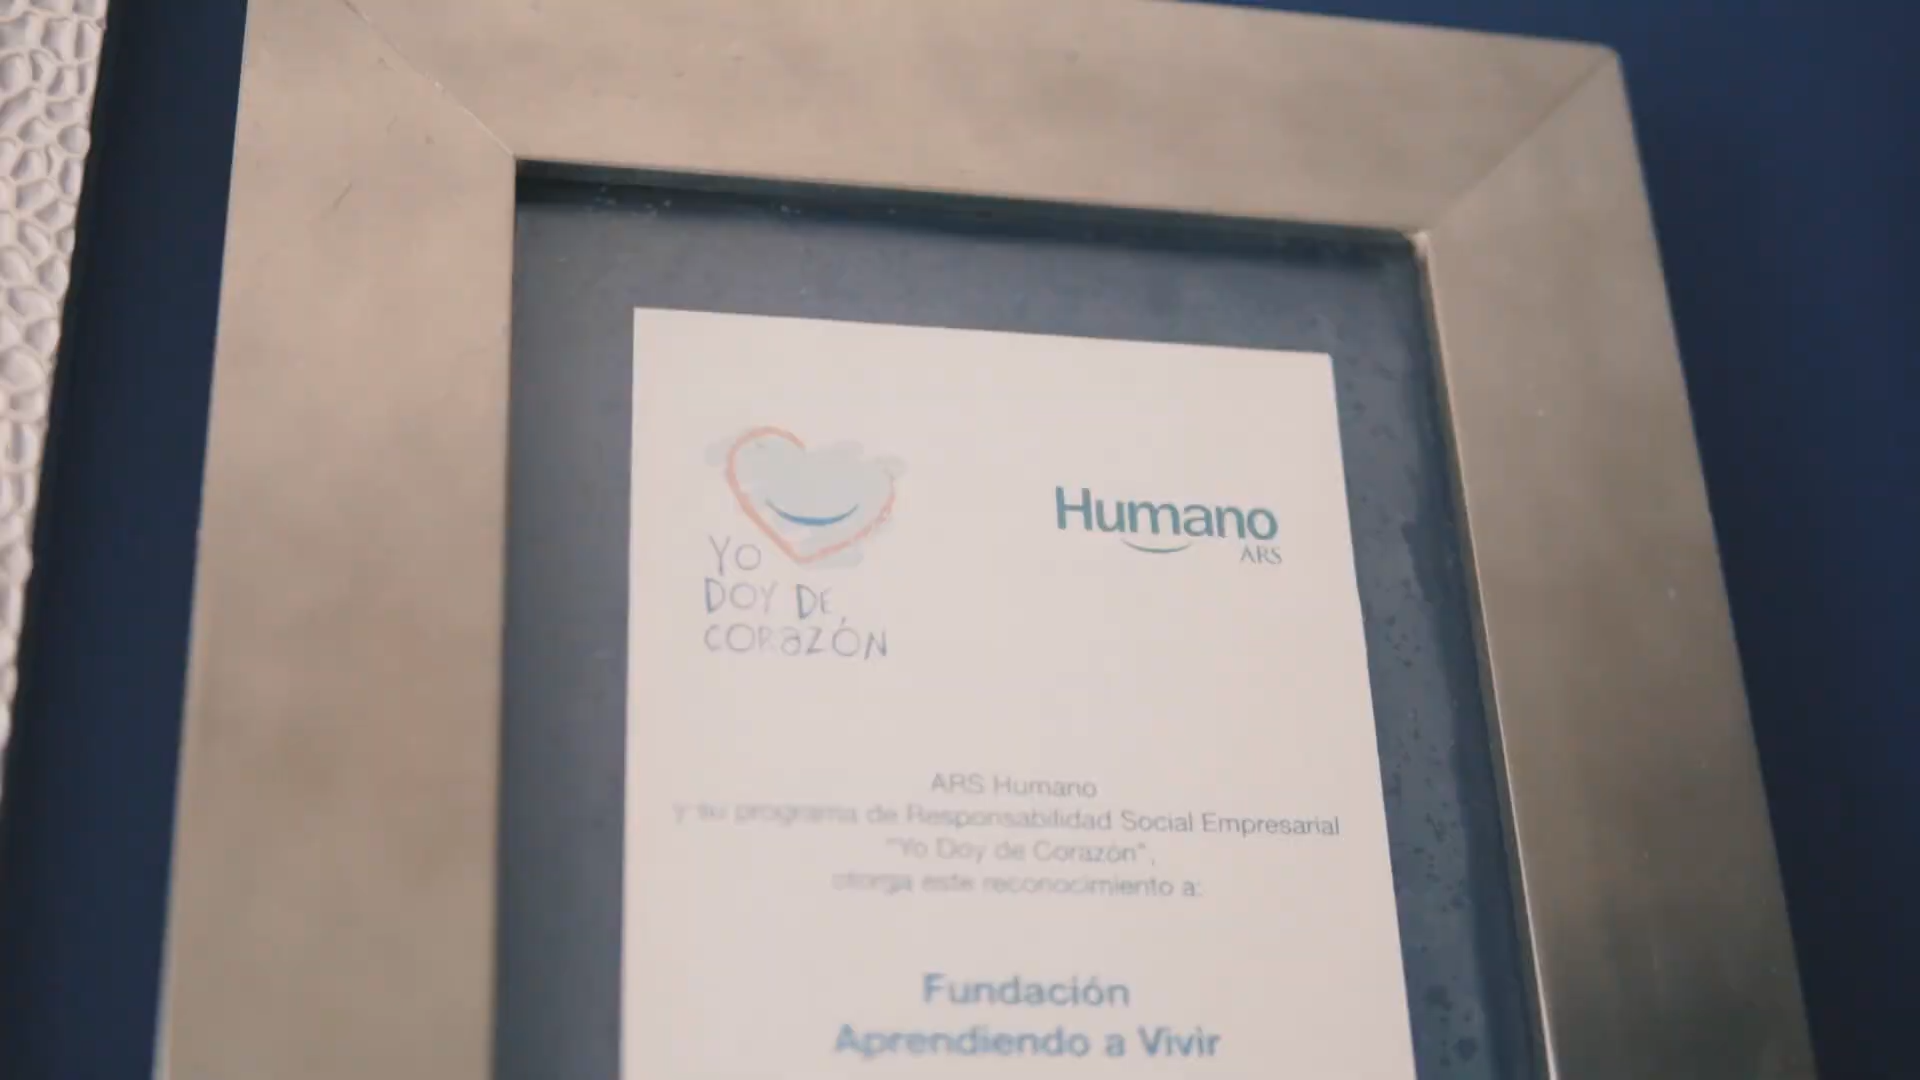 YO
DOY DE
CORAZÓN
Humano
ARS
ARS Humano
y su programa de Responsabilidad Social Empresarial
"Yo Doy de Corazón",
otorga este reconocimiento a:
Fundación
Aprendiendo a Vivir